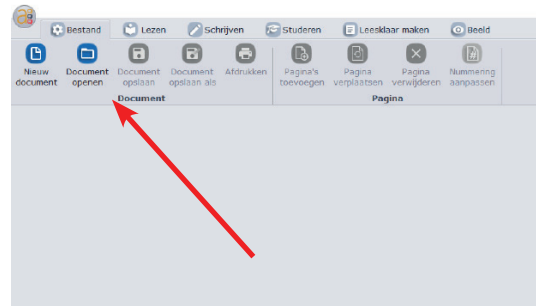 Bestand Lezen Schrijven Studeren Leesklaar maken Beeld
Nieuw document Document openen Document opslaan Document opslaan als Afdrukken Pagina's toevoegen Pagina verplaatsen Pagina verwijderen Nummering aanpassen
Document Pagina